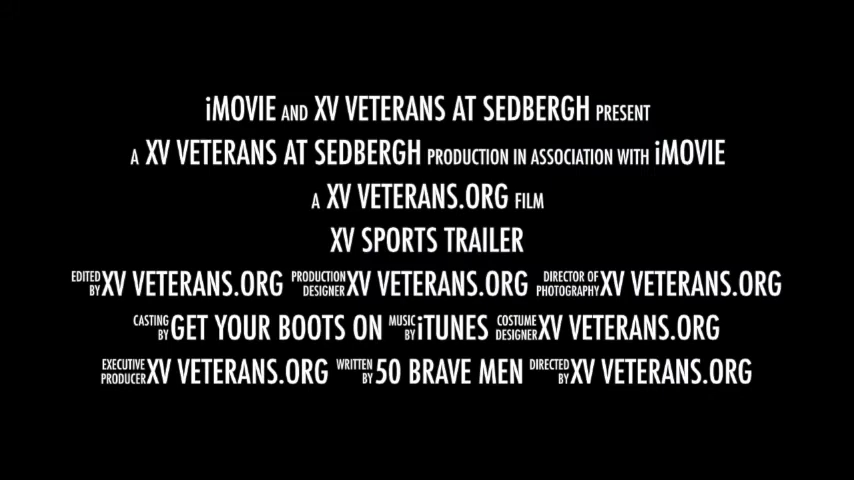 iMOVIE AND XV VETERANS AT SEDBERGH PRESENT
A XV VETERANS AT SEDBERGH PRODUCTION IN ASSOCIATION WITH iMOVIE
A XV VETERANS.ORG FILM
XV SPORTS TRAILER
EDITED BY XV VETERANS.ORG PRODUCTION DESIGNER XV VETERANS.ORG DIRECTOR OF PHOTOGRAPHY XV VETERANS.ORG
CASTING BY GET YOUR BOOTS ON MUSIC BY iTUNES COSTUME DESIGNER XV VETERANS.ORG
EXECUTIVE PRODUCER XV VETERANS.ORG WRITTEN BY 50 BRAVE MEN DIRECTED BY XV VETERANS.ORG